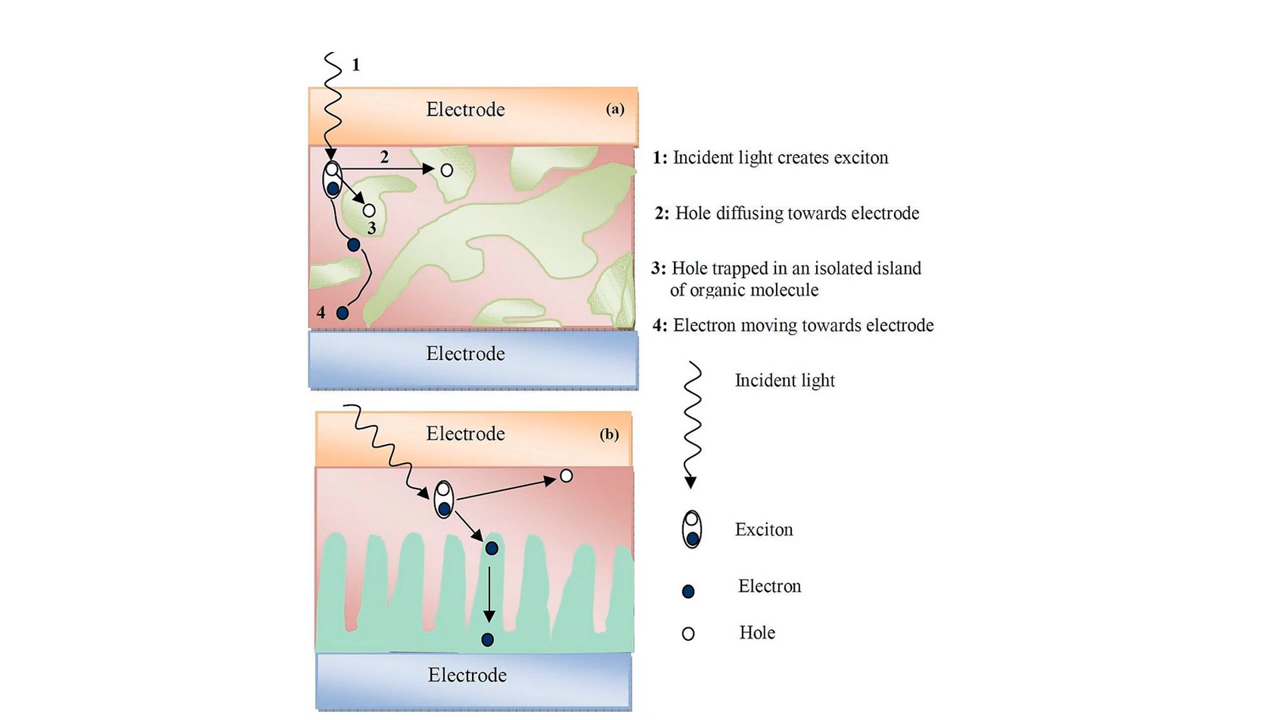 1
Electrode (a)
2
3
4
Electrode
1: Incident light creates exciton
2: Hole diffusing towards electrode
3: Hole trapped in an isolated island
of organic molecule
4: Electron moving towards electrode
Incident light
Electrode (b)
Exciton
Electron
Hole
Electrode